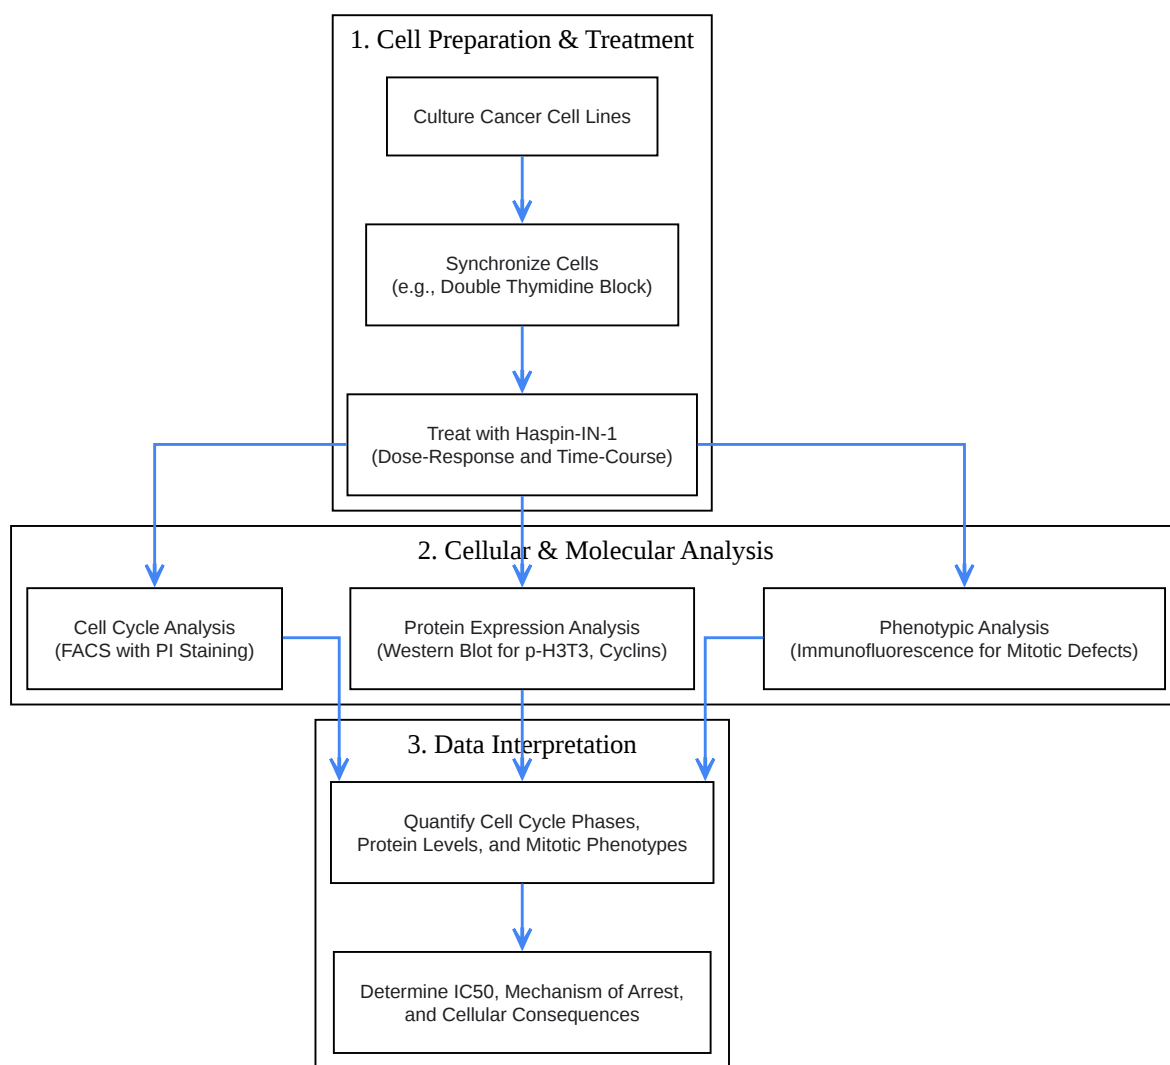 1. Cell Preparation & Treatment
Culture Cancer Cell Lines
Synchronize Cells
(e.g., Double Thymidine Block)
Treat with Haspin-IN-1
(Dose-Response and Time-Course)
2. Cellular & Molecular Analysis
Cell Cycle Analysis
(FACS with PI Staining)
Protein Expression Analysis
(Western Blot for p-H3T3, Cyclins)
Phenotypic Analysis
(Immunofluorescence for Mitotic Defects)
3. Data Interpretation
Quantify Cell Cycle Phases,
Protein Levels, and Mitotic Phenotypes
Determine IC50, Mechanism of Arrest,
and Cellular Consequences